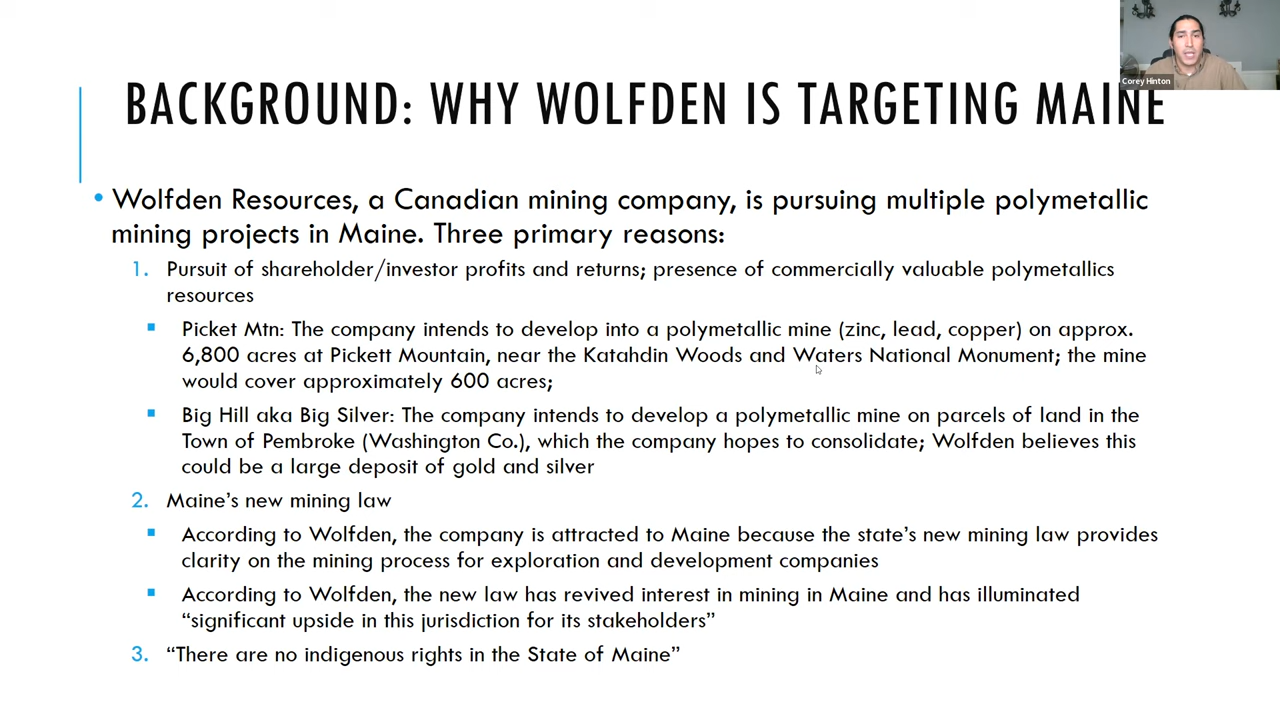 Corey Hinton
BACKGROUND: WHY WOLFDEN IS TARGETING MAINE
• Wolfden Resources, a Canadian mining company, is pursuing multiple polymetallic
mining projects in Maine. Three primary reasons:
1. Pursuit of shareholder/investor profits and returns; presence of commercially valuable polymetallics
resources
▪ Picket Mtn: The company intends to develop into a polymetallic mine (zinc, lead, copper) on approx.
6,800 acres at Pickett Mountain, near the Katahdin Woods and Waters National Monument; the mine
would cover approximately 600 acres;
▪ Big Hill aka Big Silver: The company intends to develop a polymetallic mine on parcels of land in the
Town of Pembroke (Washington Co.), which the company hopes to consolidate; Wolfden believes this
could be a large deposit of gold and silver
2. Maine’s new mining law
▪ According to Wolfden, the company is attracted to Maine because the state’s new mining law provides
clarity on the mining process for exploration and development companies
▪ According to Wolfden, the new law has revived interest in mining in Maine and has illuminated
“significant upside in this jurisdiction for its stakeholders”
3. “There are no indigenous rights in the State of Maine”